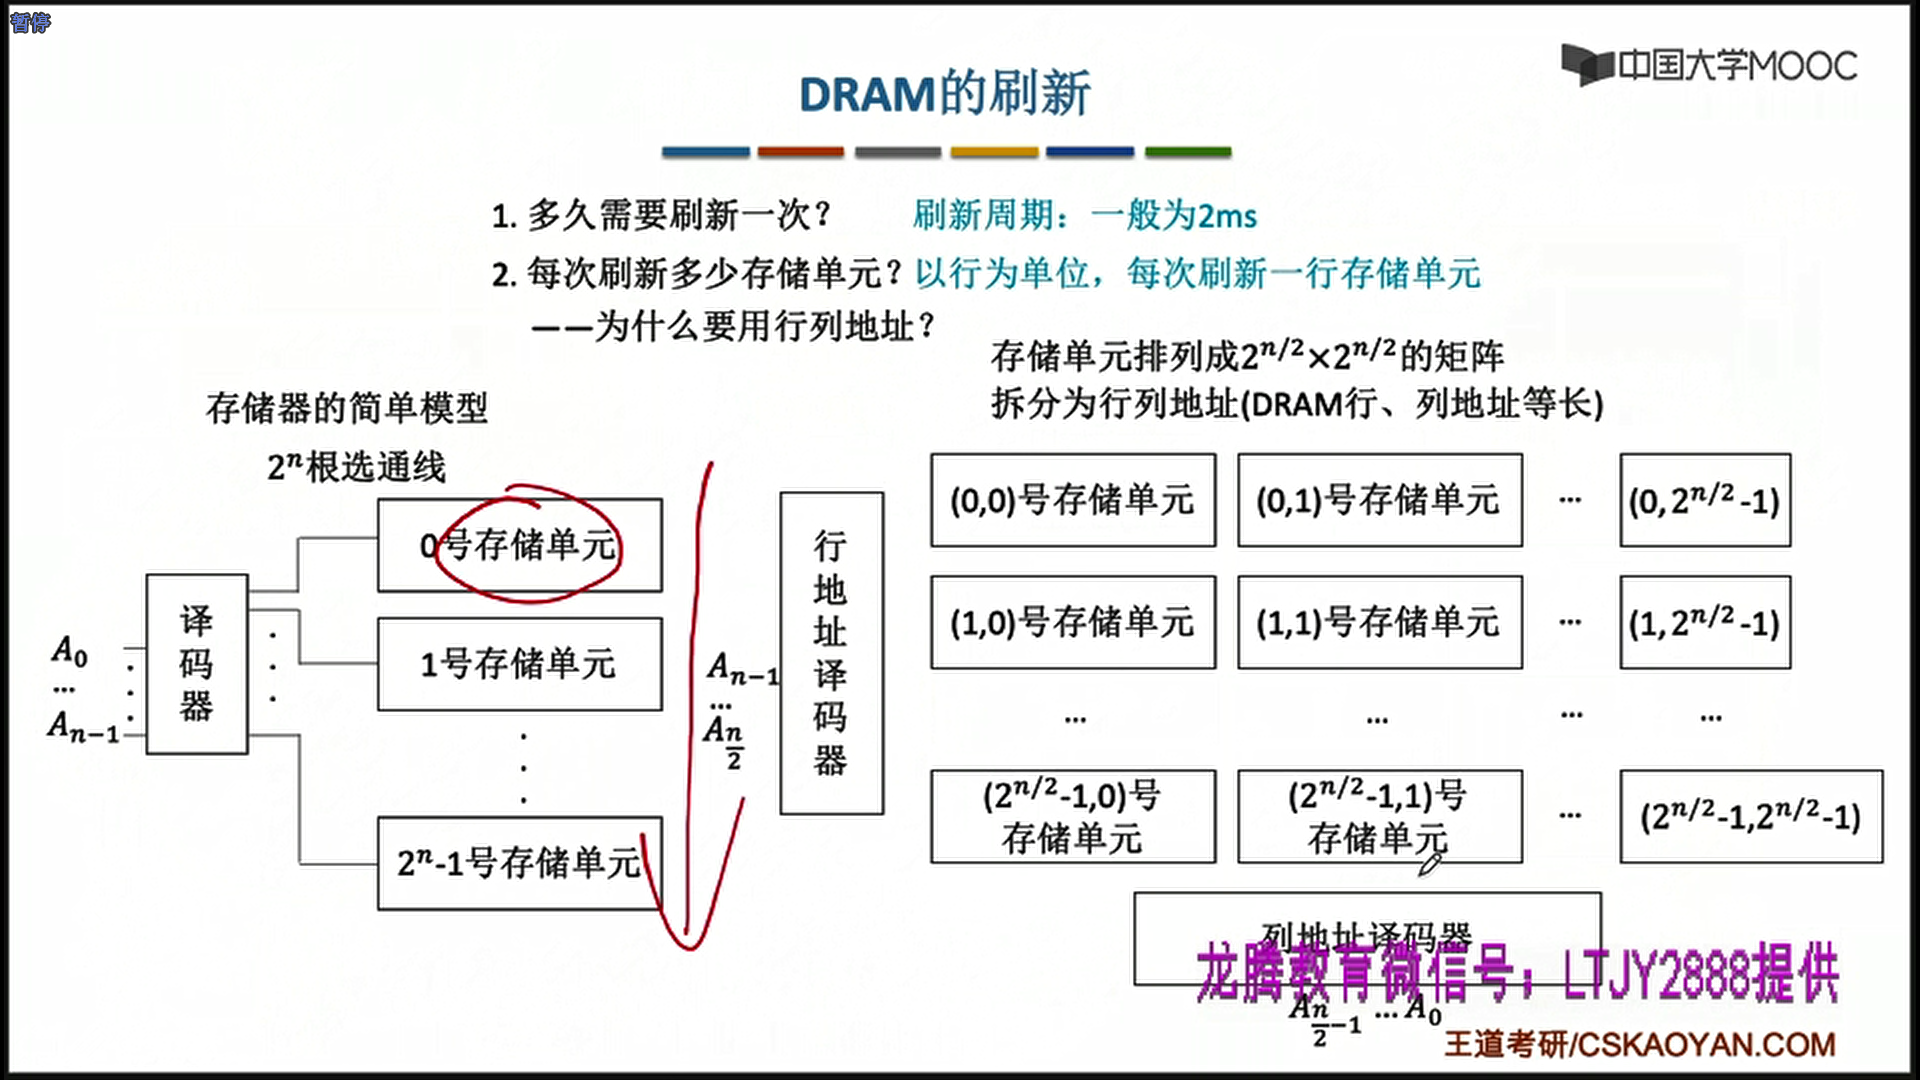 暂停
中国大学MOOC
DRAM的刷新
1. 多久需要刷新一次？ 刷新周期：一般为2ms
2. 每次刷新多少存储单元？以行为单位，每次刷新一行存储单元
——为什么要用行列地址？
存储单元排列成2^{n/2}×2^{n/2}的矩阵
拆分为行列地址(DRAM行、列地址等长)
存储器的简单模型
2^n根选通线
A_0
...
A_{n-1}
译码器
0号存储单元
1号存储单元
2^n-1号存储单元
A_{n-1}
...
A_{n/2}
行地址译码器
(0,0)号存储单元 (0,1)号存储单元 ... (0,2^{n/2}-1)
(1,0)号存储单元 (1,1)号存储单元 ... (1,2^{n/2}-1)
... ... ... ...
(2^{n/2}-1,0)号存储单元 (2^{n/2}-1,1)号存储单元 ... (2^{n/2}-1,2^{n/2}-1)
列地址译码器
龙腾教育微信号：LTJY2888提供
A_{n/2-1} ...A_0
王道考研/CSKAOYAN.COM